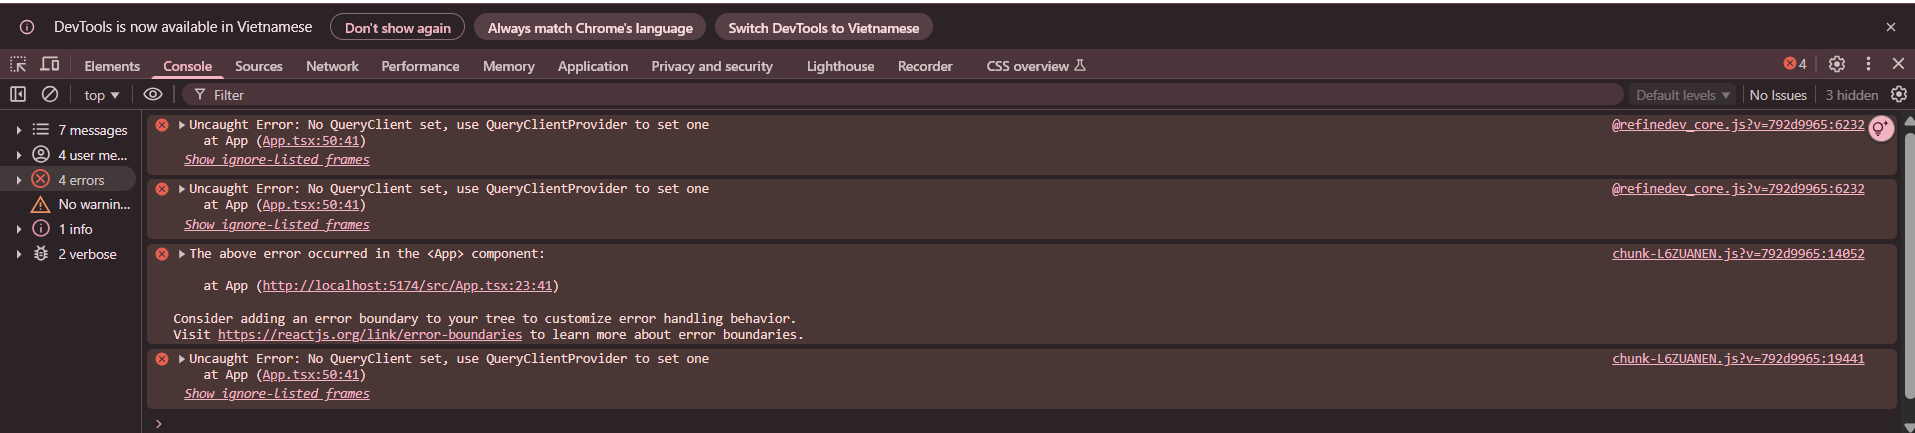 DevTools is now available in Vietnamese Don't show again Always match Chrome's language Switch DevTools to Vietnamese
Elements Console Sources Network Performance Memory Application Privacy and security Lighthouse Recorder CSS overview 4
top Filter Default levels No Issues 3 hidden
7 messages
4 user me...
4 errors
No warnin...
1 info
2 verbose
Uncaught Error: No QueryClient set, use QueryClientProvider to set one @refinedev_core.js?v=792d9965:6232
at App (App.tsx:50:41)
Show ignore-listed frames
Uncaught Error: No QueryClient set, use QueryClientProvider to set one @refinedev_core.js?v=792d9965:6232
at App (App.tsx:50:41)
Show ignore-listed frames
The above error occurred in the <App> component: chunk-L6ZUANEN.js?v=792d9965:14052
at App (http://localhost:5174/src/App.tsx:23:41)
Consider adding an error boundary to your tree to customize error handling behavior.
Visit https://reactjs.org/link/error-boundaries to learn more about error boundaries.
Uncaught Error: No QueryClient set, use QueryClientProvider to set one chunk-L6ZUANEN.js?v=792d9965:19441
at App (App.tsx:50:41)
Show ignore-listed frames